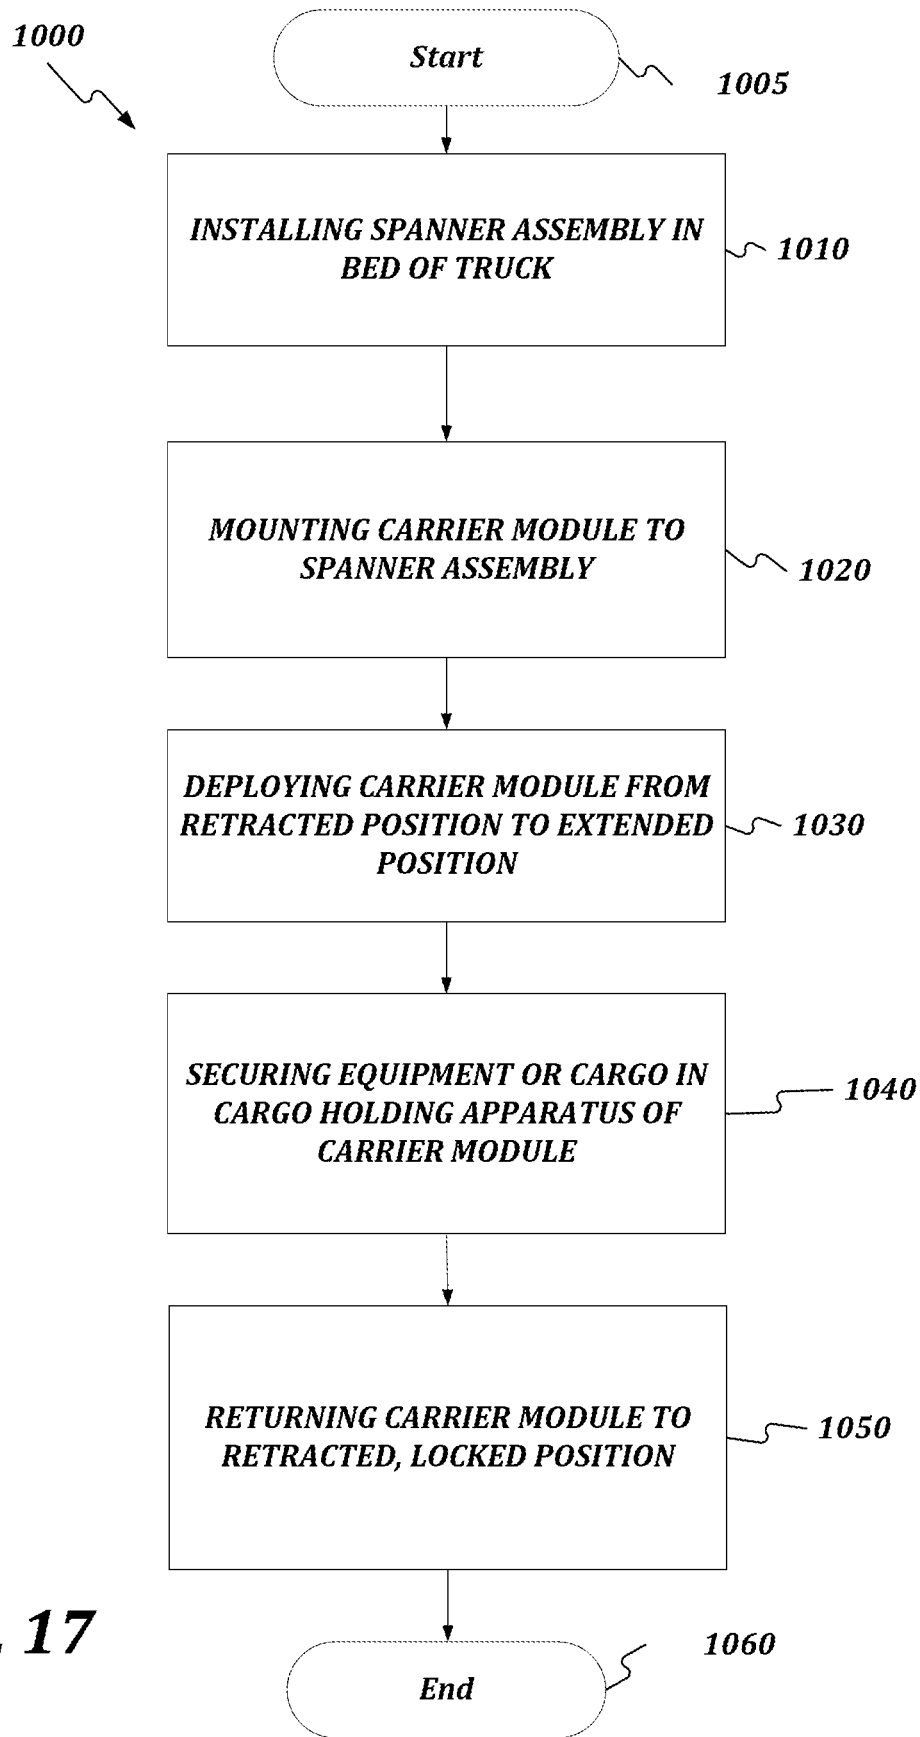 1000
Start
1005
INSTALLING SPANNER ASSEMBLY IN
BED OF TRUCK
1010
MOUNTING CARRIER MODULE TO
SPANNER ASSEMBLY
1020
DEPLOYING CARRIER MODULE FROM
RETRACTED POSITION TO EXTENDED
POSITION
1030
SECURING EQUIPMENT OR CARGO IN
CARGO HOLDING APPARATUS OF
CARRIER MODULE
1040
RETURNING CARRIER MODULE TO
RETRACTED, LOCKED POSITION
1050
. 17
End
1060